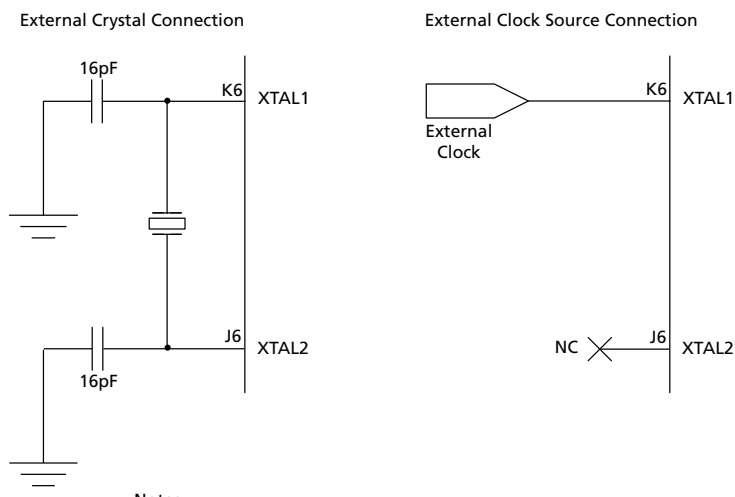 External Crystal Connection
16pF
K6
XTAL1
J6
XTAL2
16pF
External Clock Source Connection
K6
XTAL1
External
Clock
NC
J6
XTAL2